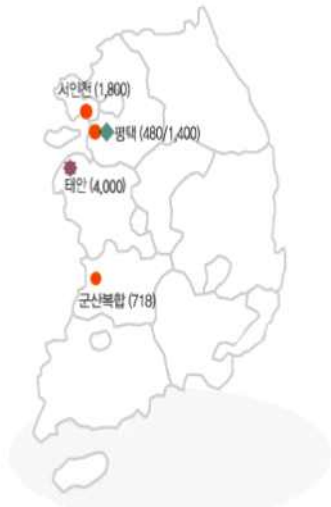 서인천 (1,800)
평택 (480/1,400)
태안 (4,000)
군산복합 (718)